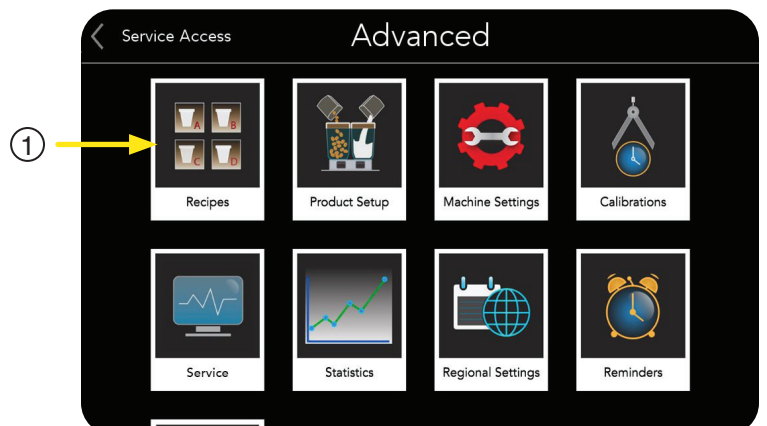 Service Access
Advanced
1
A B
C D
Recipes
Product Setup
Machine Settings
Calibrations
Service
Statistics
Regional Settings
Reminders